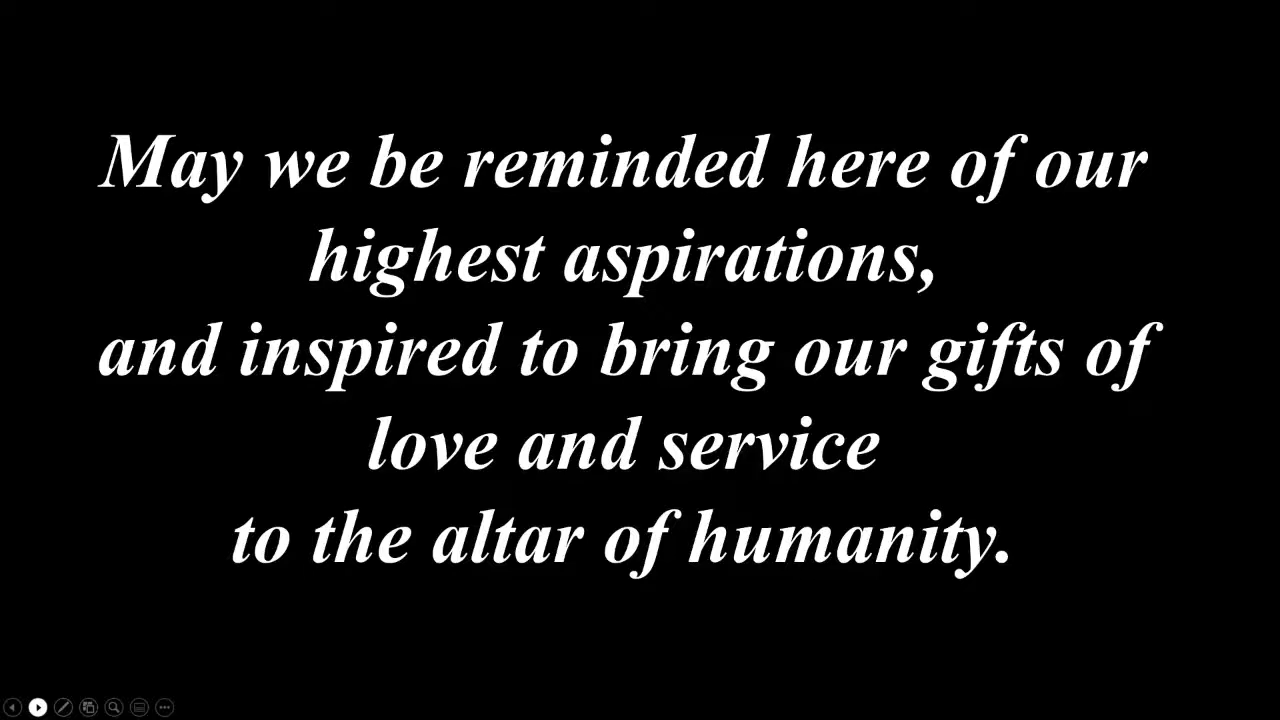 May we be reminded here of our
highest aspirations,
and inspired to bring our gifts of
love and service
to the altar of humanity.